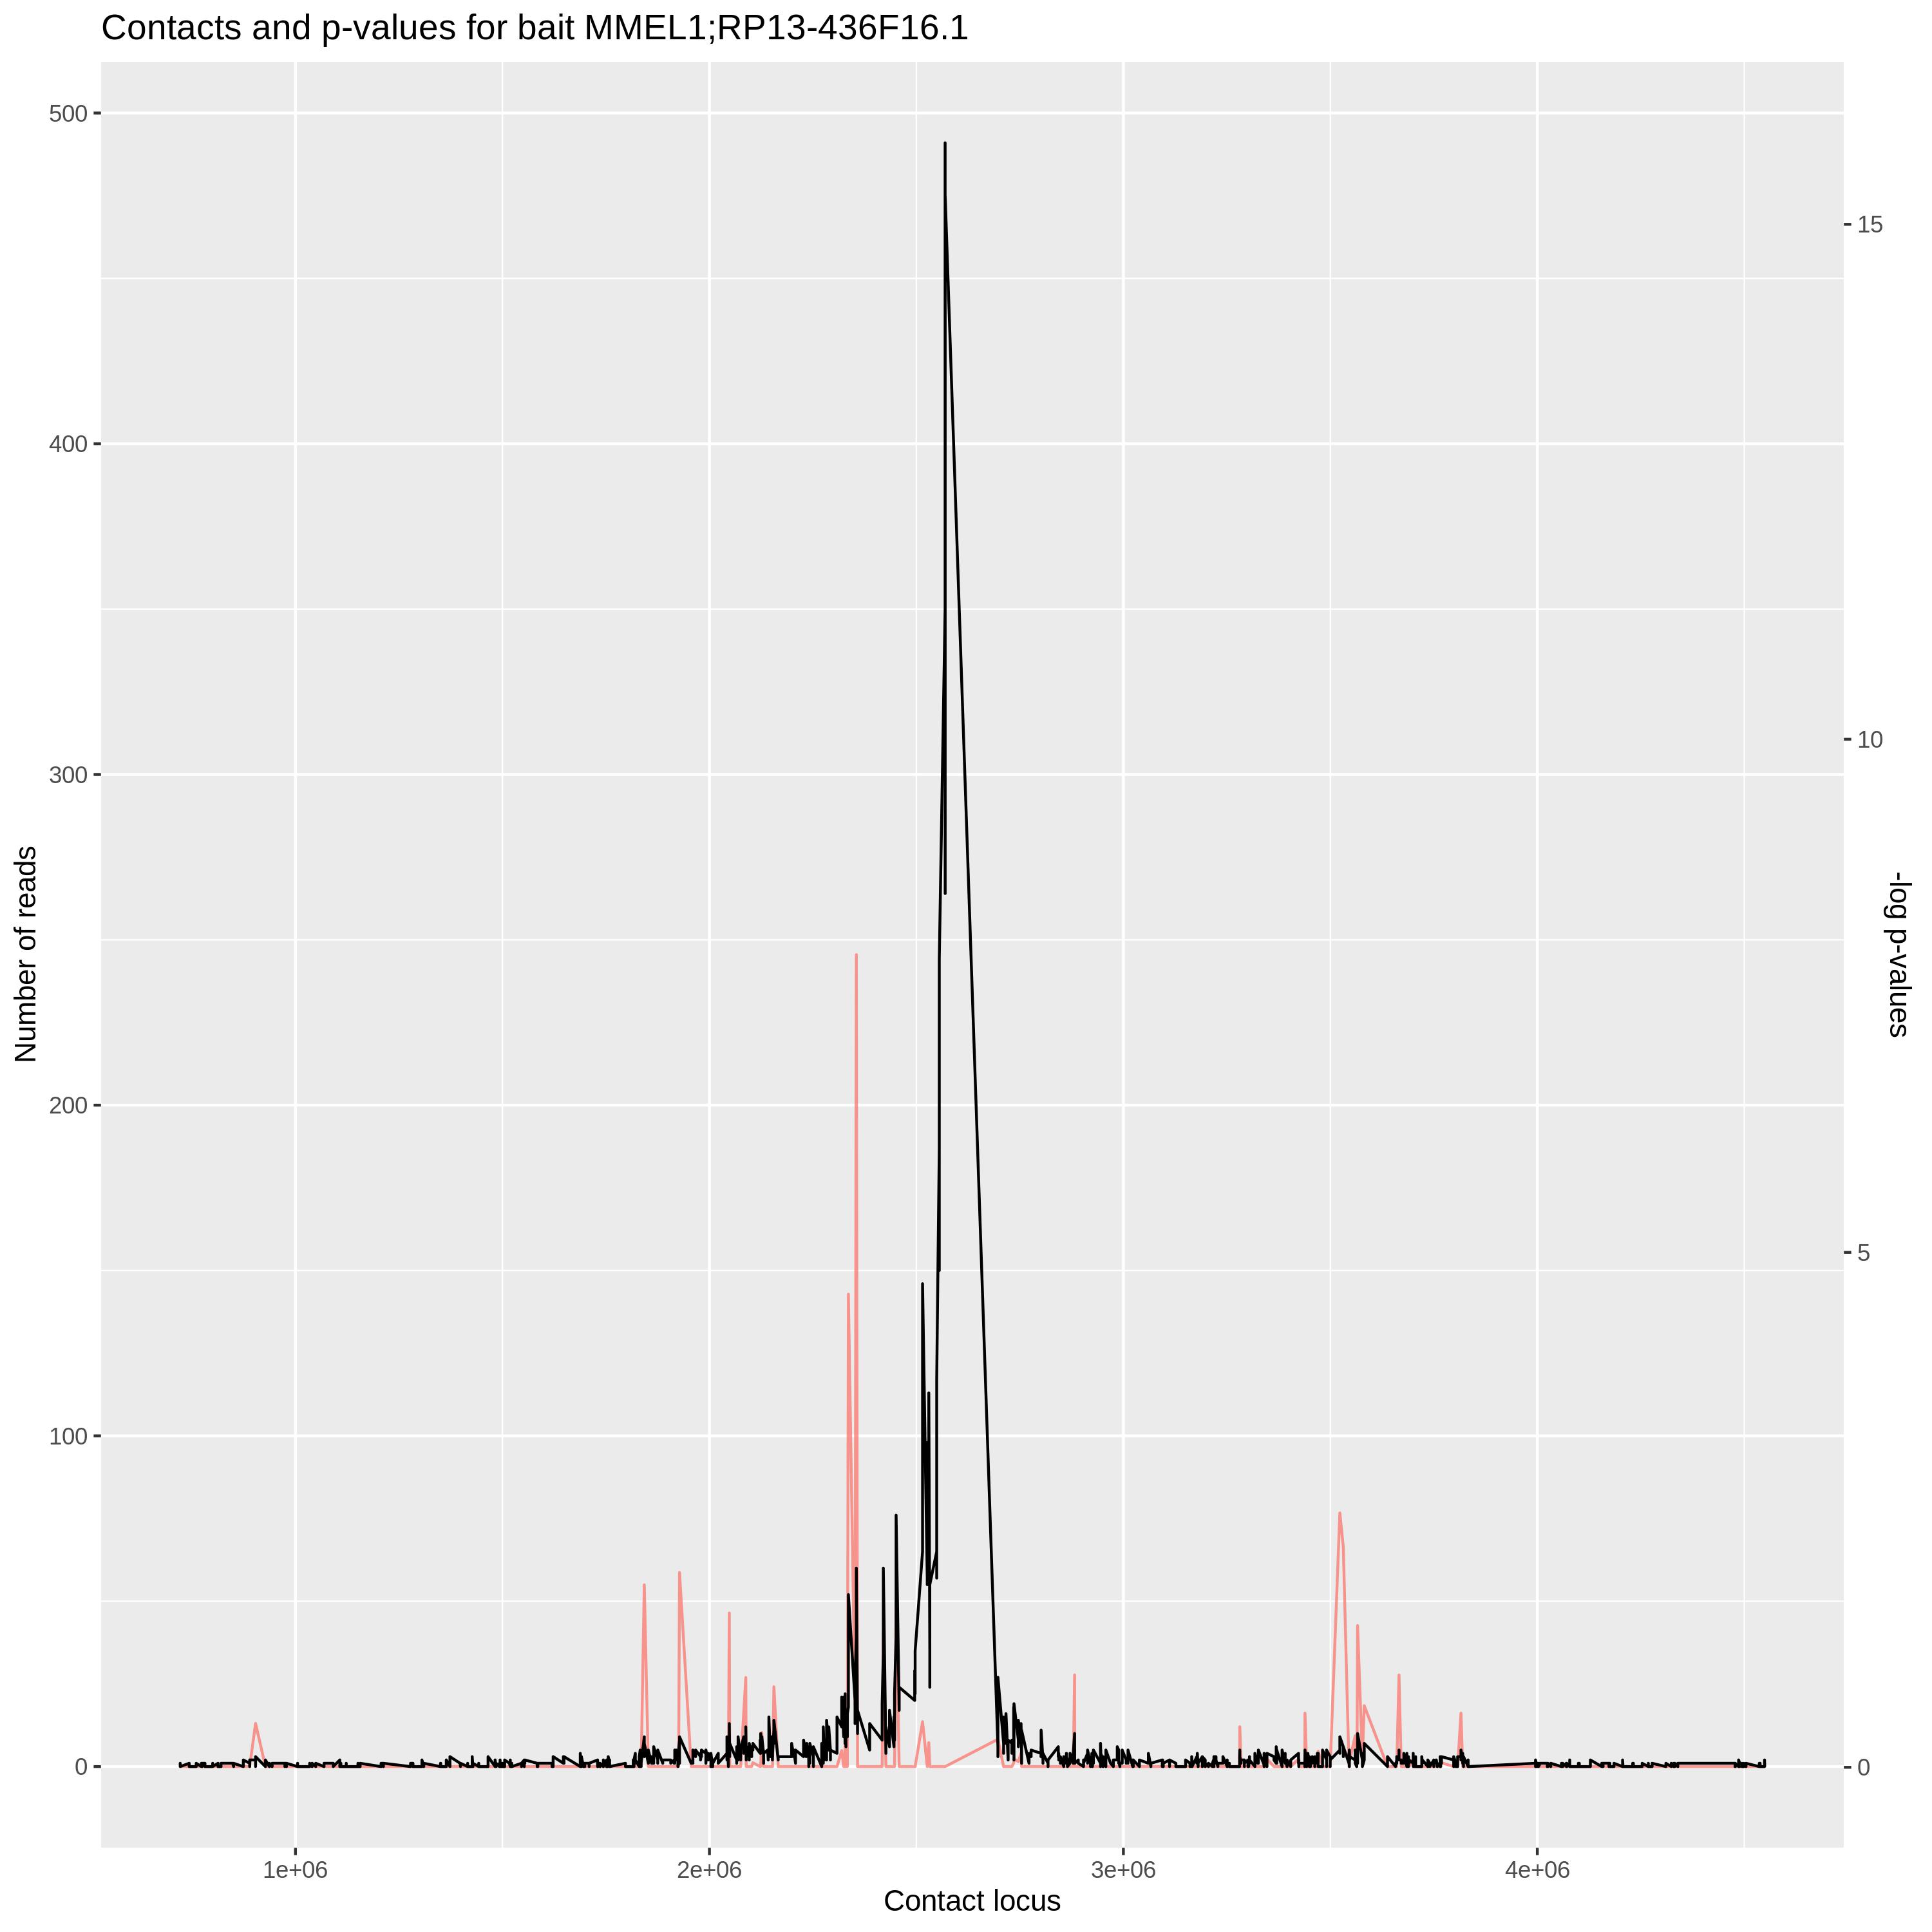 Contacts and p-values for bait MMEL1;RP13-436F16.1
500
400
300
200
100
0
Number of reads
15
10
5
0
-log p-values
1e+06
2e+06
3e+06
4e+06
Contact locus